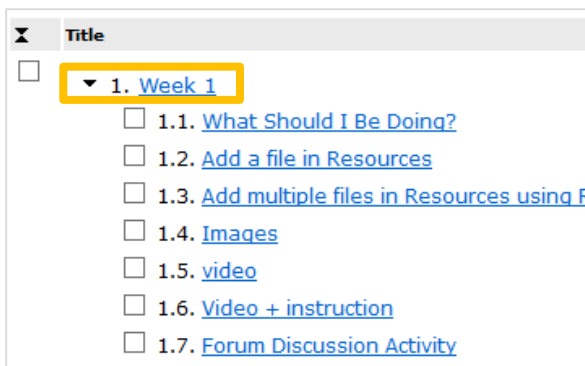 Title
1. Week 1
1.1. What Should I Be Doing?
1.2. Add a file in Resources
1.3. Add multiple files in Resources using
1.4. Images
1.5. video
1.6. Video + instruction
1.7. Forum Discussion Activity